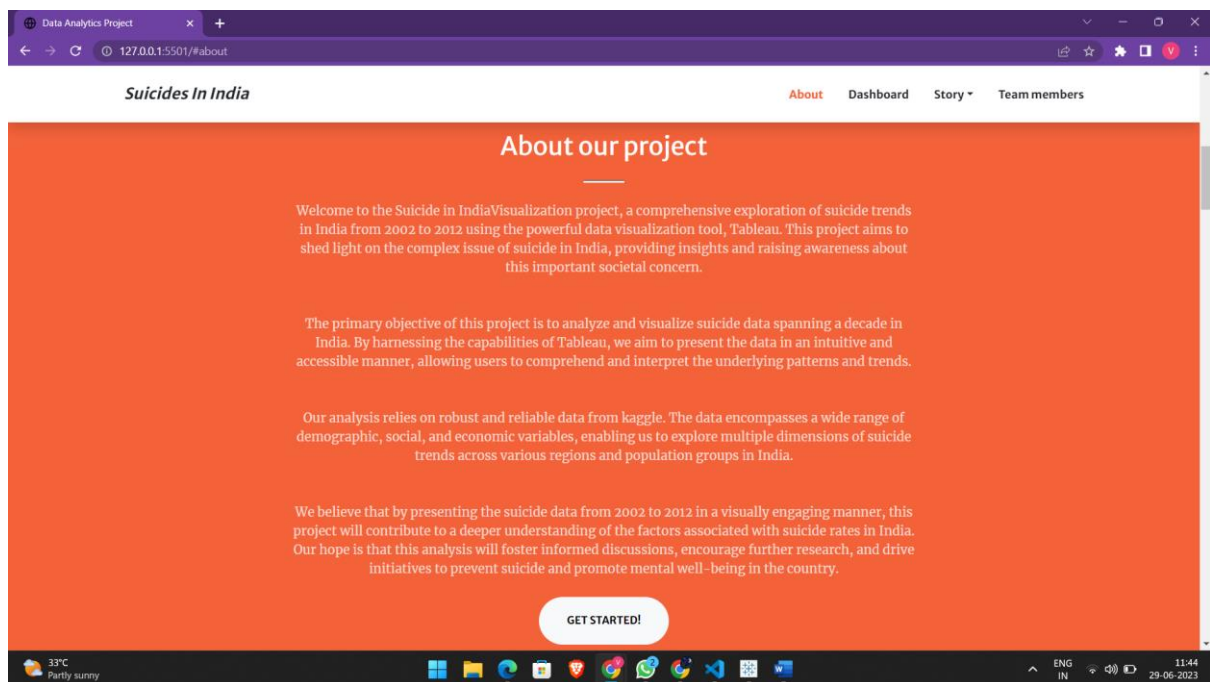 Data Analytics Project
127.0.0.1:5501/#about
V
Suicides In India
About
Dashboard
Story
Team members
About our project
Welcome to the Suicide in IndiaVisualization project, a comprehensive exploration of suicide trends
in India from 2002 to 2012 using the powerful data visualization tool, Tableau. This project aims to
shed light on the complex issue of suicide in India, providing insights and raising awareness about
this important societal concern.
The primary objective of this project is to analyze and visualize suicide data spanning a decade in
India. By harnessing the capabilities of Tableau, we aim to present the data in an intuitive and
accessible manner, allowing users to comprehend and interpret the underlying patterns and trends.
Our analysis relies on robust and reliable data from kaggle. The data encompasses a wide range of
demographic, social, and economic variables, enabling us to explore multiple dimensions of suicide
trends across various regions and population groups in India.
We believe that by presenting the suicide data from 2002 to 2012 in a visually engaging manner, this
project will contribute to a deeper understanding of the factors associated with suicide rates in India.
Our hope is that this analysis will foster informed discussions, encourage further research, and drive
initiatives to prevent suicide and promote mental well-being in the country.
GET STARTED!
33°C
Partly sunny
ENG
IN
11:44
29-06-2023